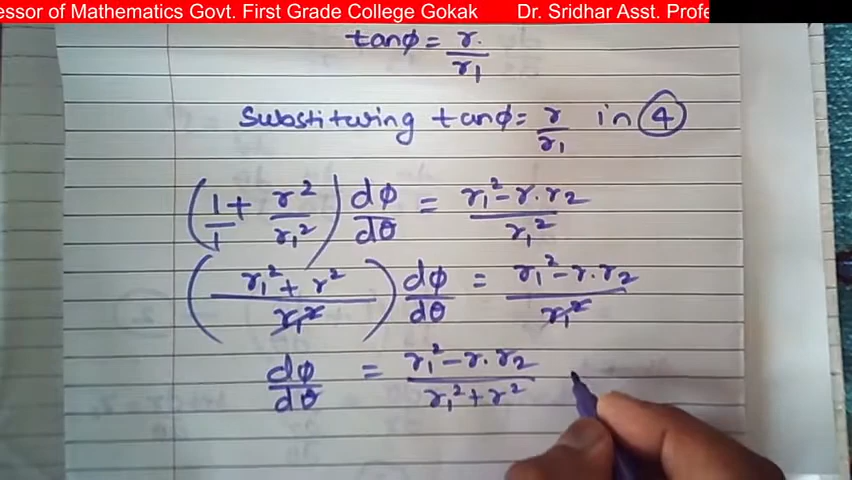 essor of Mathematics Govt. First Grade College Gokak Dr. Sridhar Asst. Profe
tanφ = r/r₁
Substituring tanφ = r/r₁ in ④
(1/1 + r²/r₁²) dφ/dθ = (r₁² - r.r₂)/r₁²
((r₁² + r²)/r₁²) dφ/dθ = (r₁² - r.r₂)/r₁²
dφ/dθ = (r₁² - r.r₂)/(r₁² + r²)